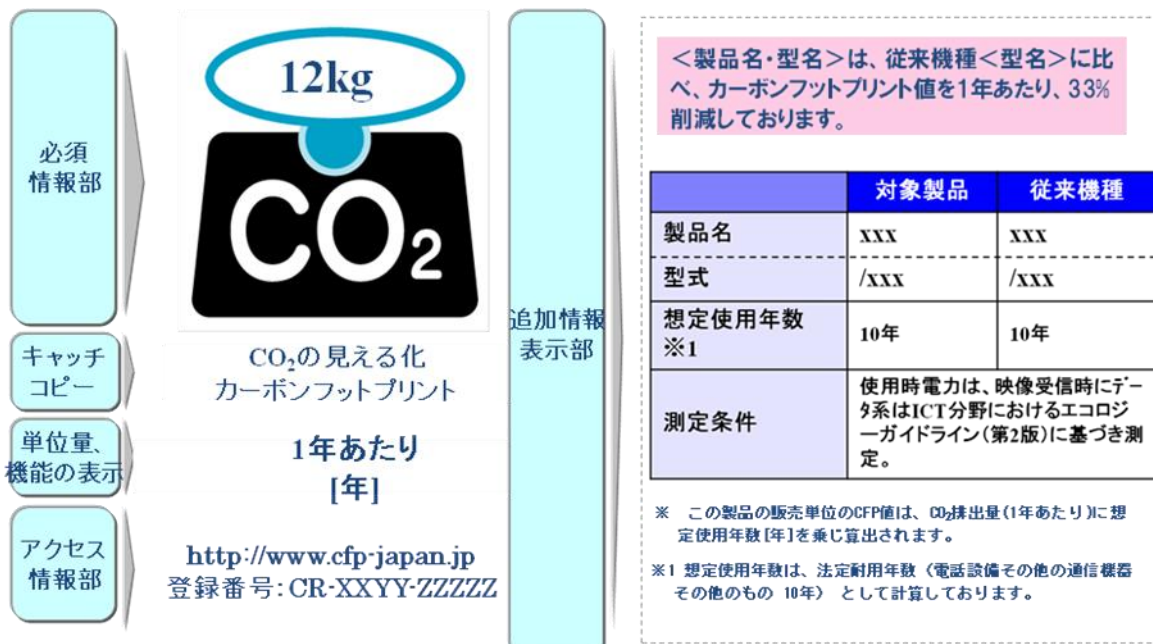 必須
情報部
12kg
CO2
キャッチ
コピー
CO₂の見える化
カーボンフットプリント
単位量、
機能の表示
1年あたり
[年]
アクセス
情報部
http://www.cfp-japan.jp
登録番号:CR-XXYY-ZZZZZ
追加情報
表示部
<製品名・型名>は、従来機種<型名>に比
べ、カーボンフットプリント値を1年あたり、33%
削減しております。
対象製品 従来機種
製品名 xxx xxx
型式 /xxx /xxx
想定使用年数
※1 10年 10年
測定条件
使用時電力は、映像受信時にデー
タ系はICT分野におけるエコロジ
ーガイドライン(第2版)に基づき測
定。
※ この製品の販売単位のCFP値は、CO₂排出量(1年あたり)に想
定使用年数[年]を乗じ算出されます。
※1 想定使用年数は、法定耐用年数〈電話設備その他の通信機器
その他のもの 10年〉 として計算しております。